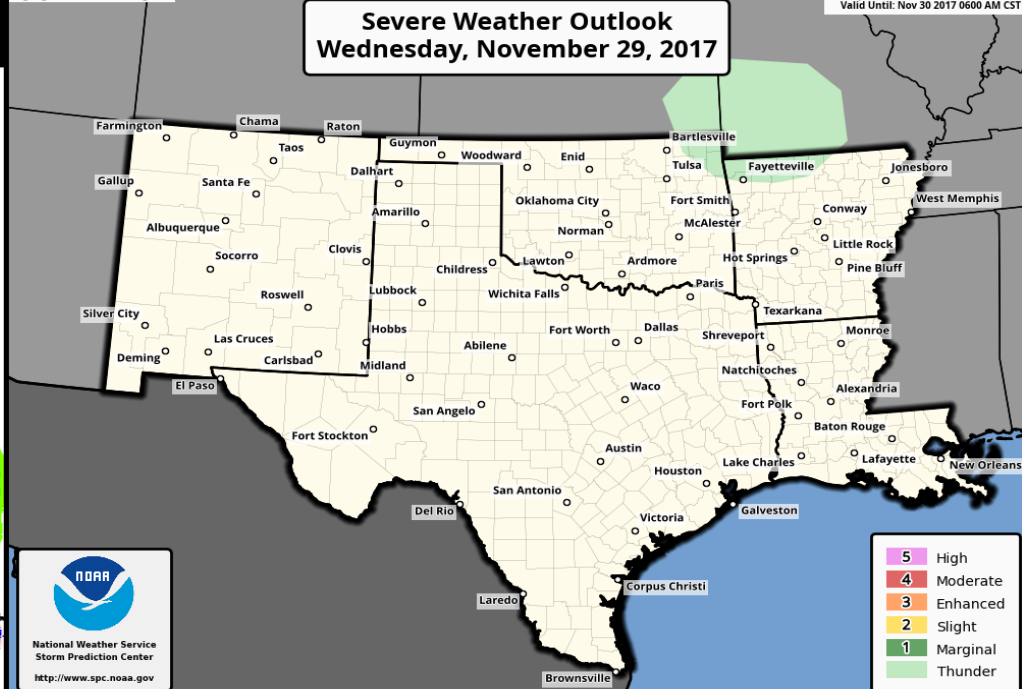 Severe Weather Outlook
Wednesday, November 29, 2017
Valid Until: Nov 30 2017 0600 AM CST
Farmington
Chama
Raton
Taos
Gallup
Santa Fe
Albuquerque
Socorro
Clovis
Roswell
Silver City
Las Cruces
Deming
Carlsbad
Hobbs
Guymon
Woodward
Enid
Bartlesville
Tulsa
Oklahoma City
Norman
McAlester
Lawton
Ardmore
Fayetteville
Jonesboro
Fort Smith
Conway
West Memphis
Little Rock
Hot Springs
Pine Bluff
Texarkana
Dalhart
Amarillo
Childress
Lubbock
Wichita Falls
Paris
Fort Worth
Dallas
Abilene
Midland
El Paso
San Angelo
Waco
Fort Stockton
Austin
Houston
San Antonio
Del Rio
Victoria
Galveston
Corpus Christi
Laredo
Brownsville
Shreveport
Monroe
Natchitoches
Alexandria
Fort Polk
Baton Rouge
Lake Charles
Lafayette
New Orleans
NOAA
National Weather Service
Storm Prediction Center
http://www.spc.noaa.gov
5 High
4 Moderate
3 Enhanced
2 Slight
1 Marginal
Thunder